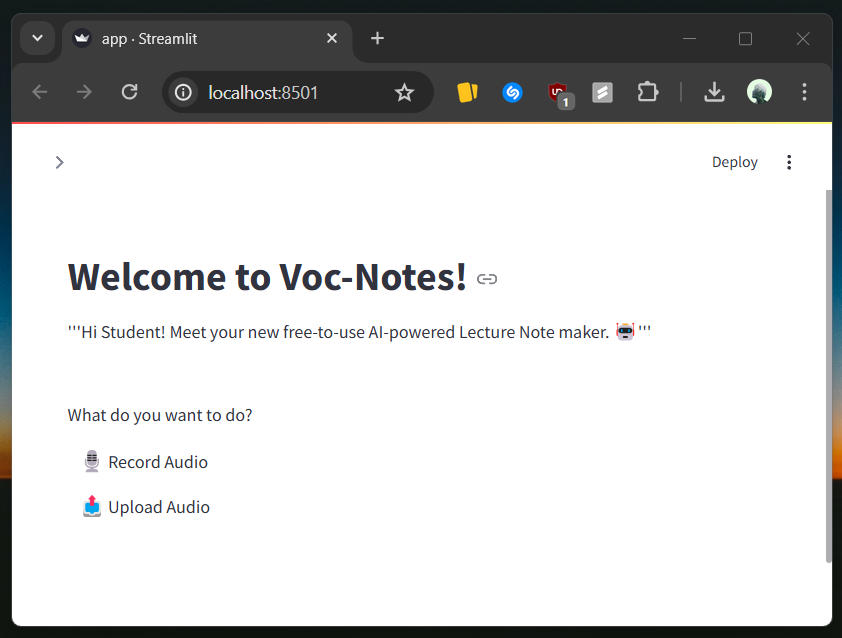 app · Streamlit
localhost:8501
1
Deploy
Welcome to Voc-Notes!
'''Hi Student! Meet your new free-to-use AI-powered Lecture Note maker. 🤖'''
What do you want to do?
🎙️ Record Audio
📤 Upload Audio